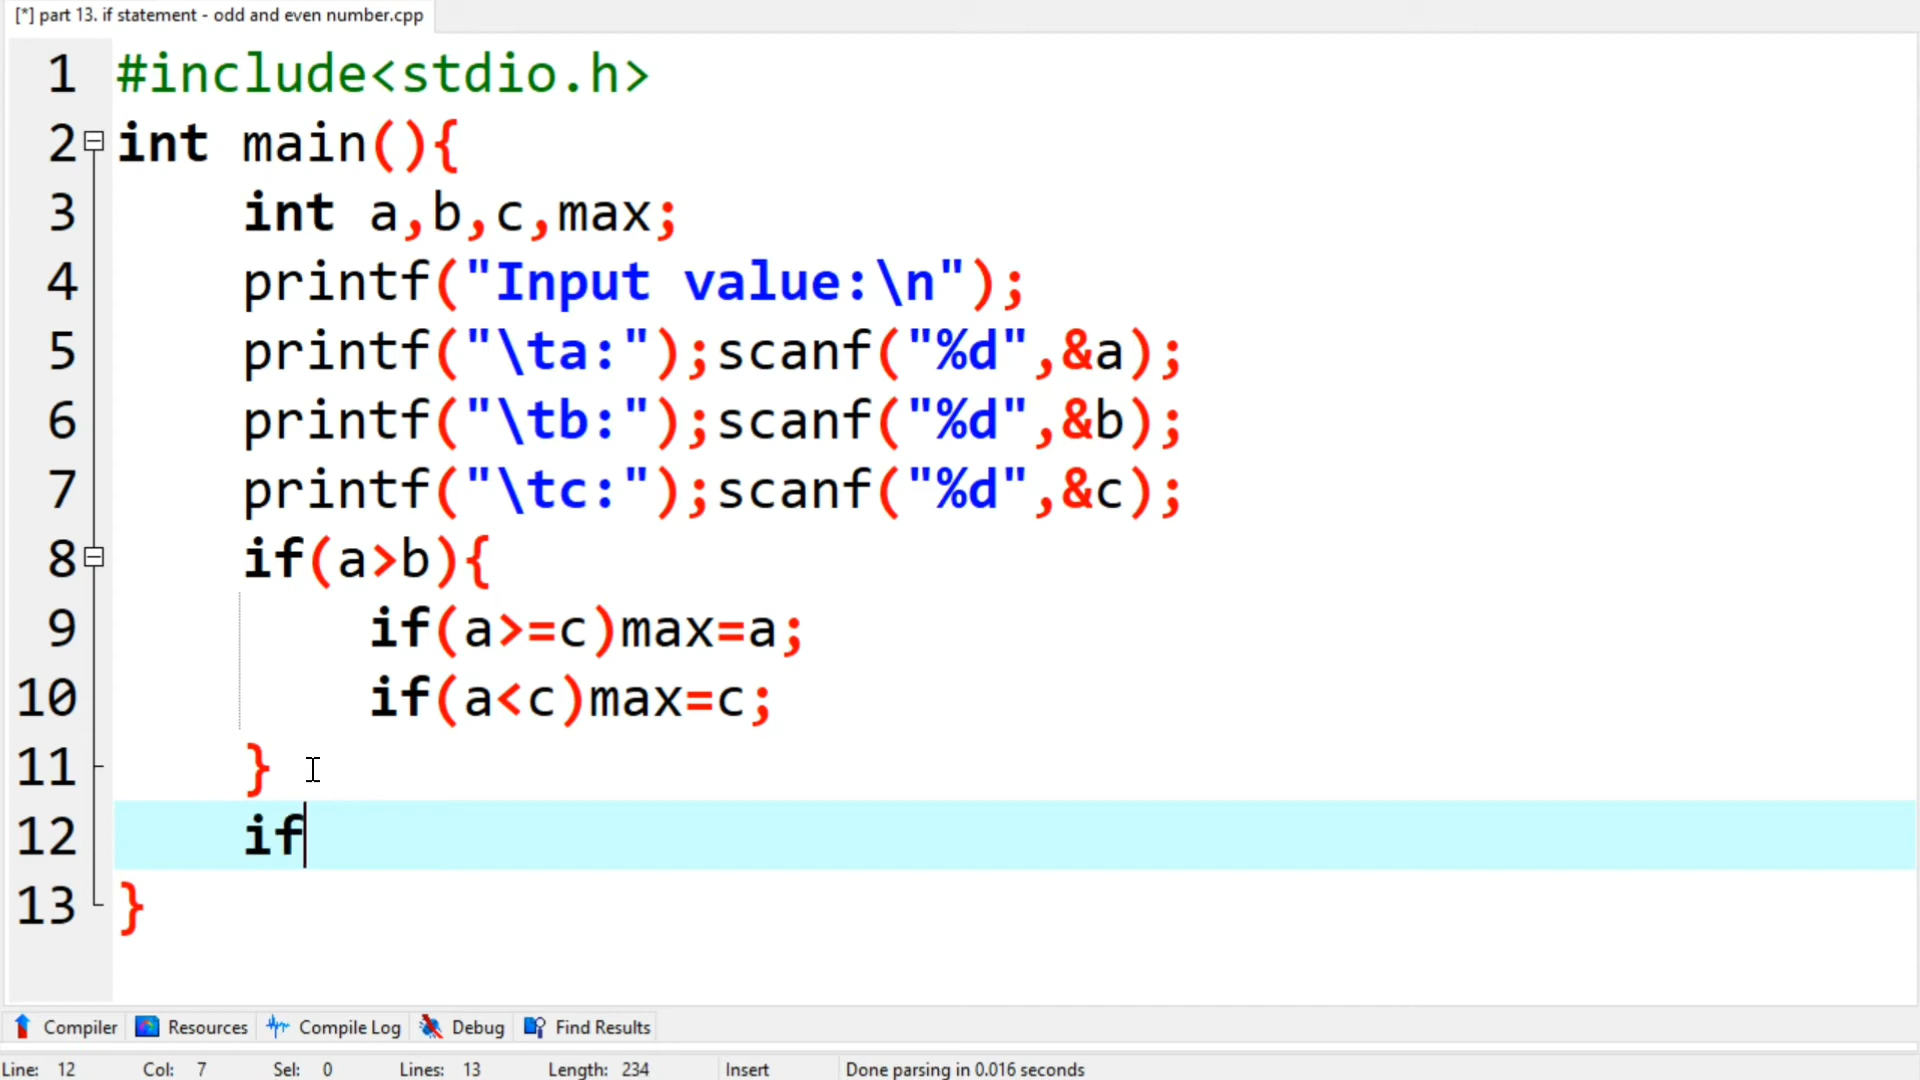 [*] part 13. if statement - odd and even number.cpp
1 #include<stdio.h>
2 int main(){
3 int a,b,c,max;
4 printf("Input value:\n");
5 printf("\ta:");scanf("%d",&a);
6 printf("\tb:");scanf("%d",&b);
7 printf("\tc:");scanf("%d",&c);
8 if(a>b){
9 if(a>=c)max=a;
10 if(a<c)max=c;
11 }
12 if
13 }
Compiler Resources Compile Log Debug Find Results
Line: 12 Col: 7 Sel: 0 Lines: 13 Length: 234 Insert Done parsing in 0.016 seconds